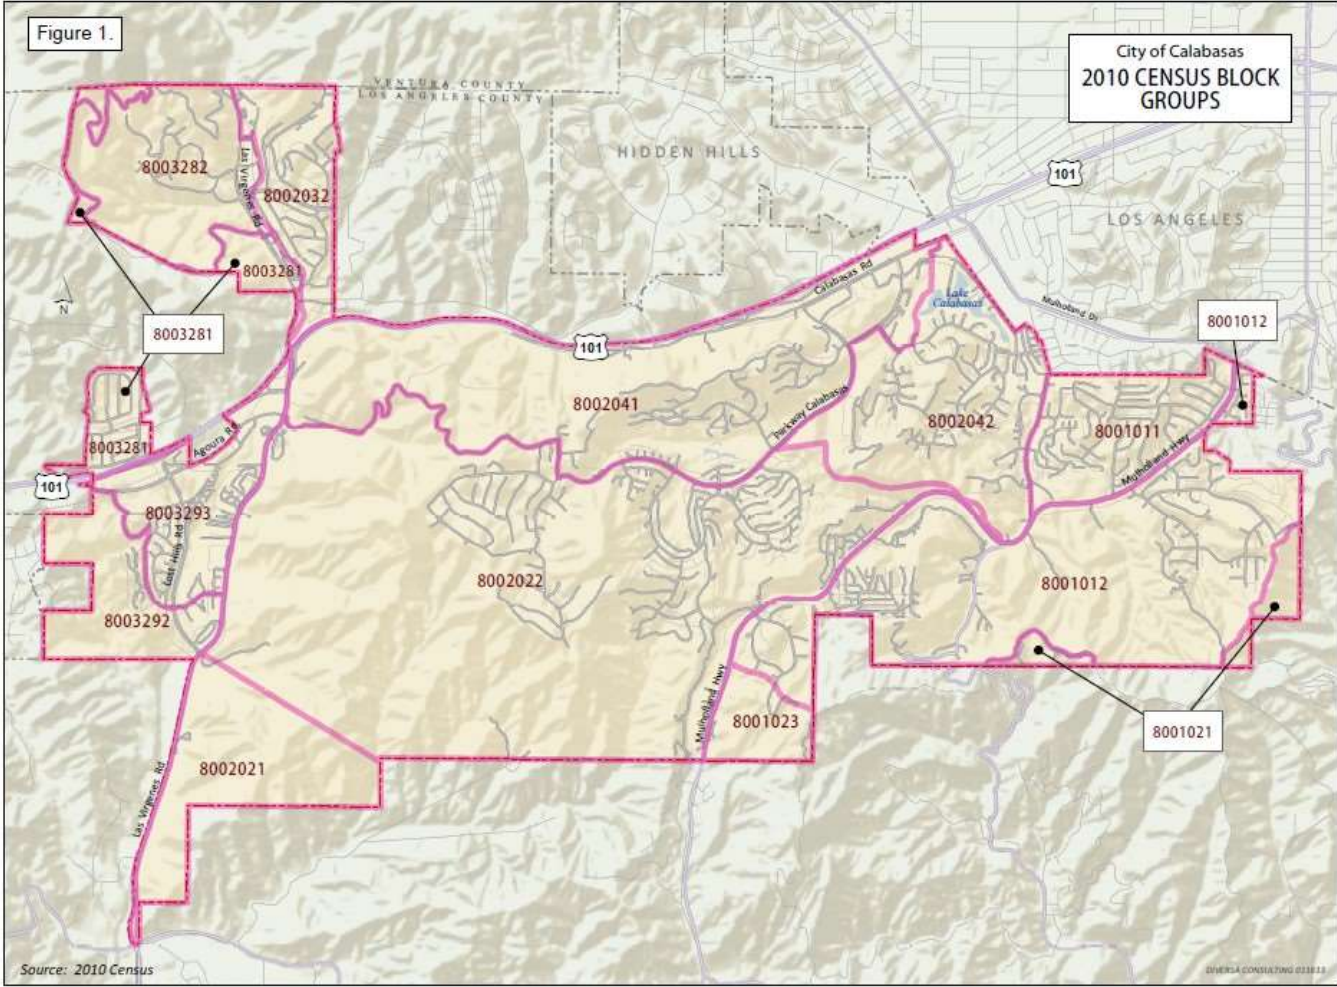 Figure 1.
City of Calabasas
2010 CENSUS BLOCK
GROUPS
VENTURA COUNTY
LOS ANGELES COUNTY
HIDDEN HILLS
101
LOS ANGELES
8003282
Las Virgenes Rd
8002032
8003281
8003281
N
Calabasas Rd
Lake
Calabasas
Mulholland Dr
8001012
101
8002041
Parkway Calabasas
8002042
8001011
Mulholland Hwy
8003281
Agoura Rd
101
8003293
Lost Hills Rd
8002022
8001012
8003292
Mulholland Hwy
8001023
8001021
8002021
Las Virgenes Rd
Source: 2010 Census
DIVERSA CONSULTING 031813